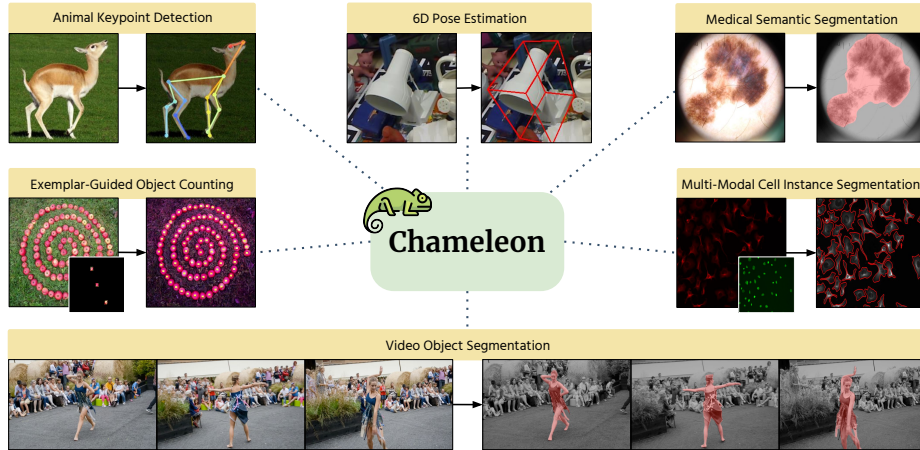 Animal Keypoint Detection
6D Pose Estimation
Medical Semantic Segmentation
Exemplar-Guided Object Counting
Chameleon
Multi-Modal Cell Instance Segmentation
Video Object Segmentation